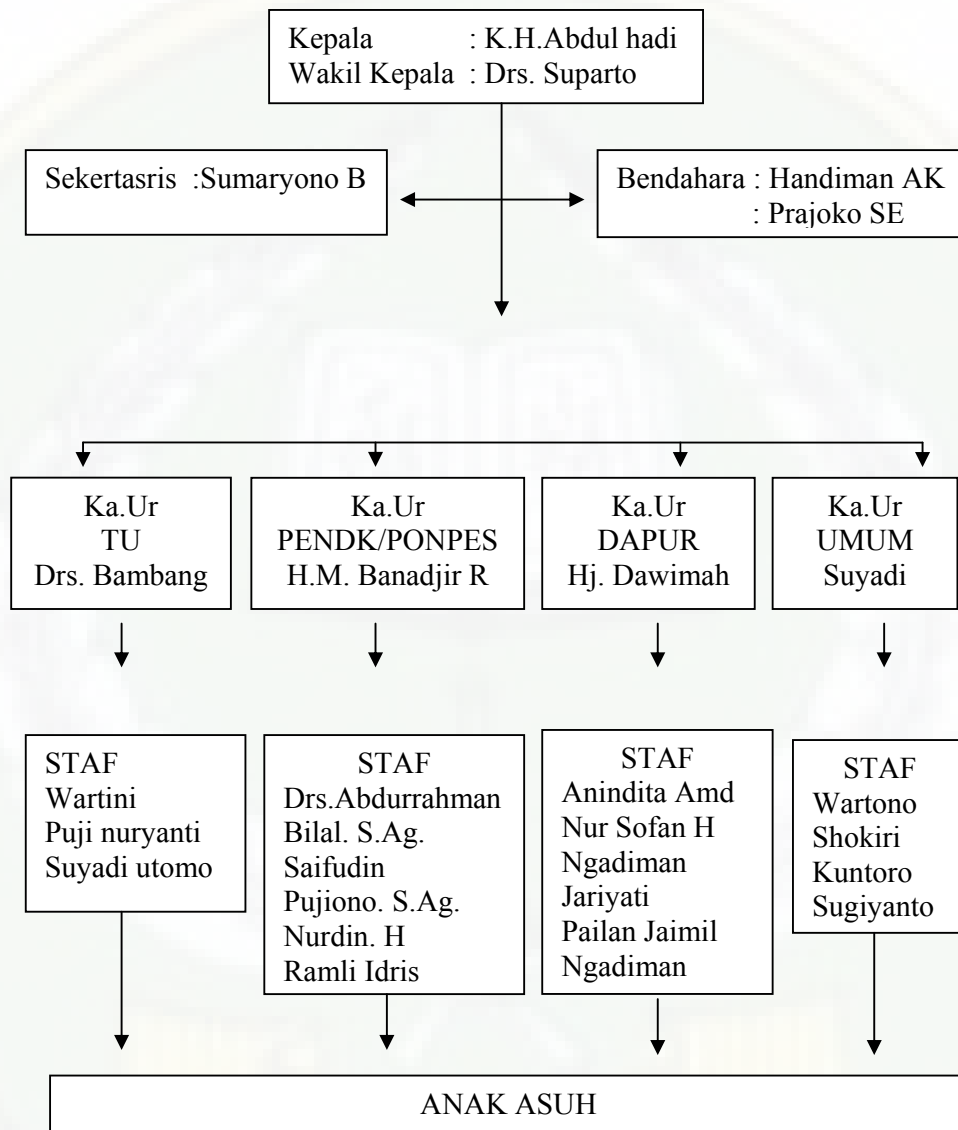 Kepala : K.H.Abdul hadi
Wakil Kepala : Drs. Suparto
Sekertasris :Sumaryono B
Bendahara : Handiman AK
: Prajoko SE
Ka.Ur
TU
Drs. Bambang
Ka.Ur
PENDK/PONPES
H.M. Banadjir R
Ka.Ur
DAPUR
Hj. Dawimah
Ka.Ur
UMUM
Suyadi
STAF
Wartini
Puji nuryanti
Suyadi utomo
STAF
Drs.Abdurrahman
Bilal. S.Ag.
Saifudin
Pujiono. S.Ag.
Nurdin. H
Ramli Idris
STAF
Anindita Amd
Nur Sofan H
Ngadiman
Jariyati
Pailan Jaimil
Ngadiman
STAF
Wartono
Shokiri
Kuntoro
Sugiyanto
ANAK ASUH